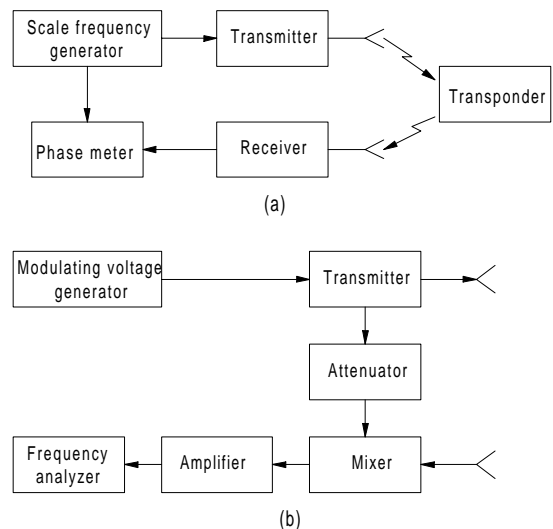 Scale frequency
generator
Transmitter
Transponder
Phase meter
Receiver
(a)
Modulating voltage
generator
Transmitter
Attenuator
Frequency
analyzer
Amplifier
Mixer
(b)